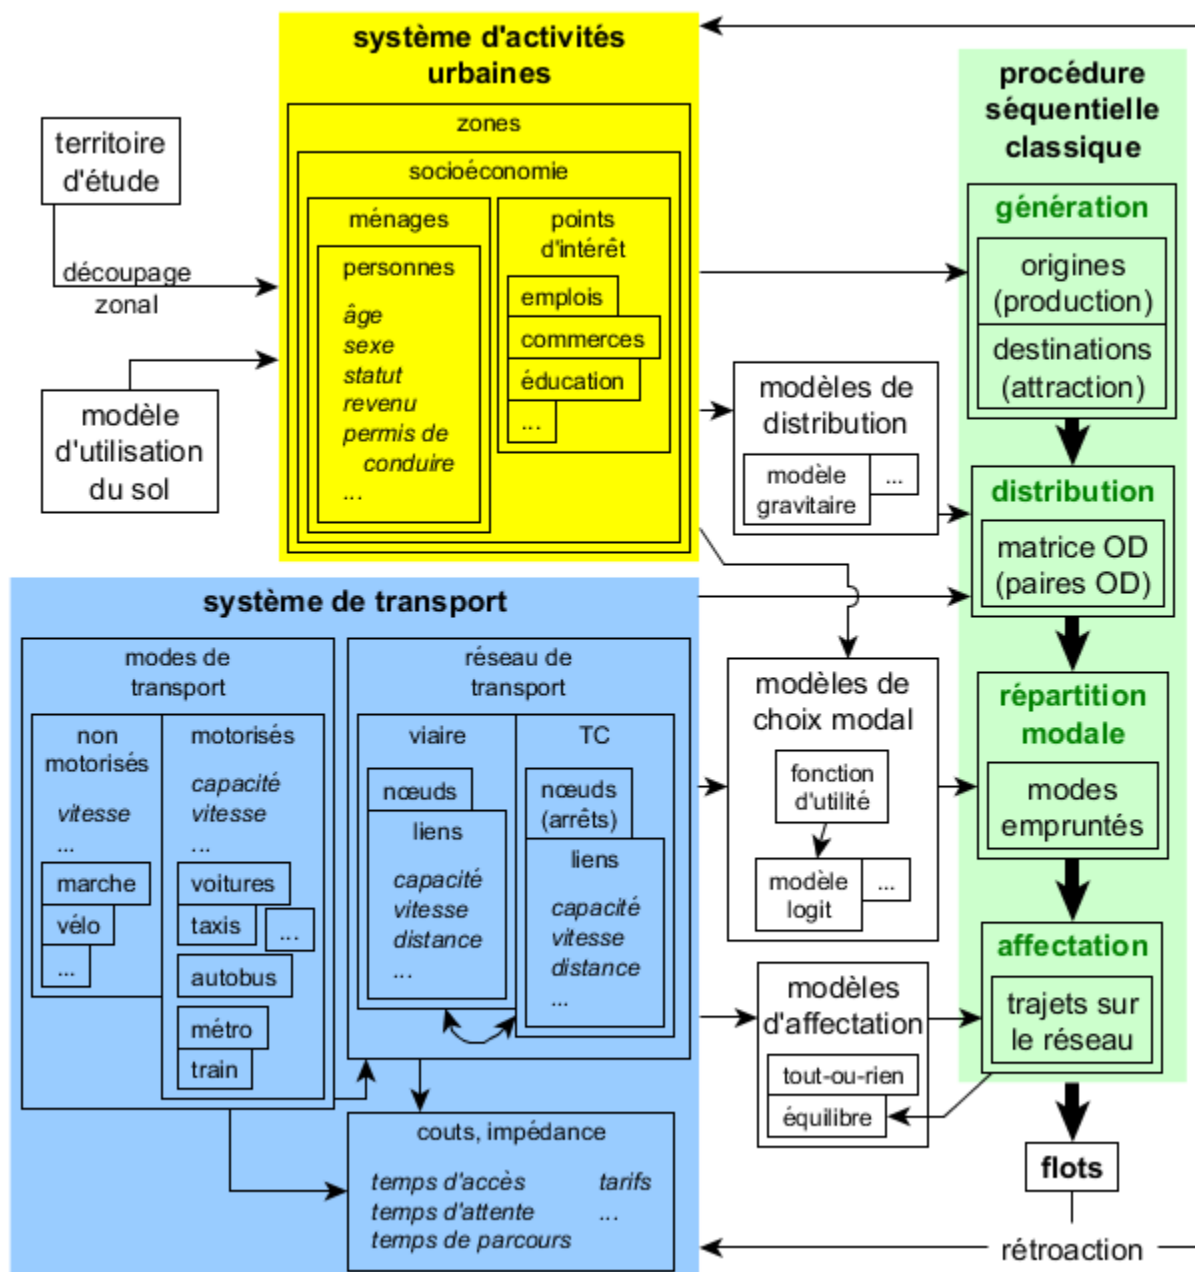 système d'activités
urbaines
zones
socioéconomie
ménages
personnes
âge
sexe
statut
revenu
permis de
conduire
...
points
d'intérêt
emplois
commerces
éducation
...
territoire
d'étude
découpage
zonal
modèle
d'utilisation
du sol
procédure
séquentielle
classique
génération
origines
(production)
destinations
(attraction)
modèles de
distribution
modèle
gravitaire
...
distribution
matrice OD
(paires OD)
système de transport
modes de
transport
non
motorisés
vitesse
...
marche
vélo
...
motorisés
capacité
vitesse
...
voitures
taxis
...
autobus
métro
train
réseau de
transport
viaire
nœuds
liens
capacité
vitesse
distance
...
TC
nœuds
(arrêts)
liens
capacité
vitesse
distance
...
couts, impédance
temps d'accès
temps d'attente
temps de parcours
tarifs
...
modèles de
choix modal
fonction
d'utilité
modèle
logit
...
répartition
modale
modes
empruntés
modèles
d'affectation
tout-ou-rien
équilibre
affectation
trajets sur
le réseau
flots
rétroaction